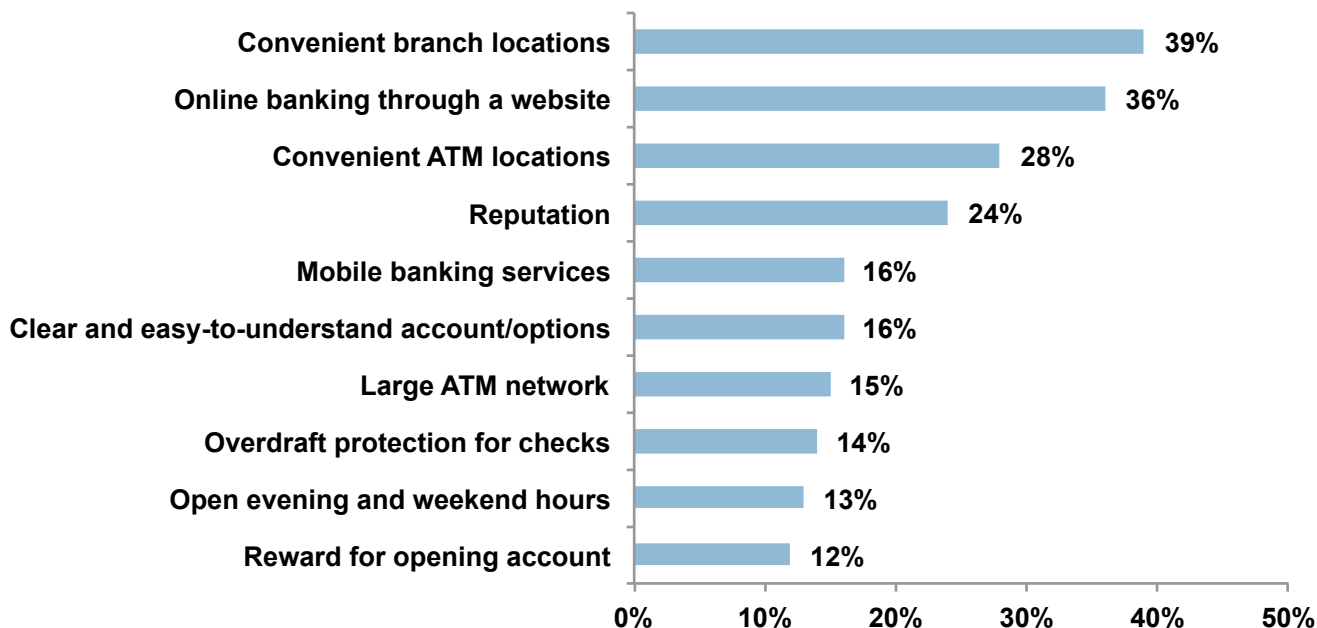 Convenient branch locations 39%
Online banking through a website 36%
Convenient ATM locations 28%
Reputation 24%
Mobile banking services 16%
Clear and easy-to-understand account/options 16%
Large ATM network 15%
Overdraft protection for checks 14%
Open evening and weekend hours 13%
Reward for opening account 12%
0% 10% 20% 30% 40% 50%